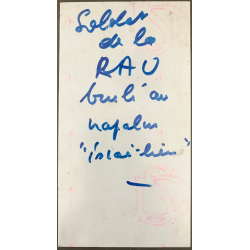 Soldat
de la
RAU
brulé au
napalm
"israélien"